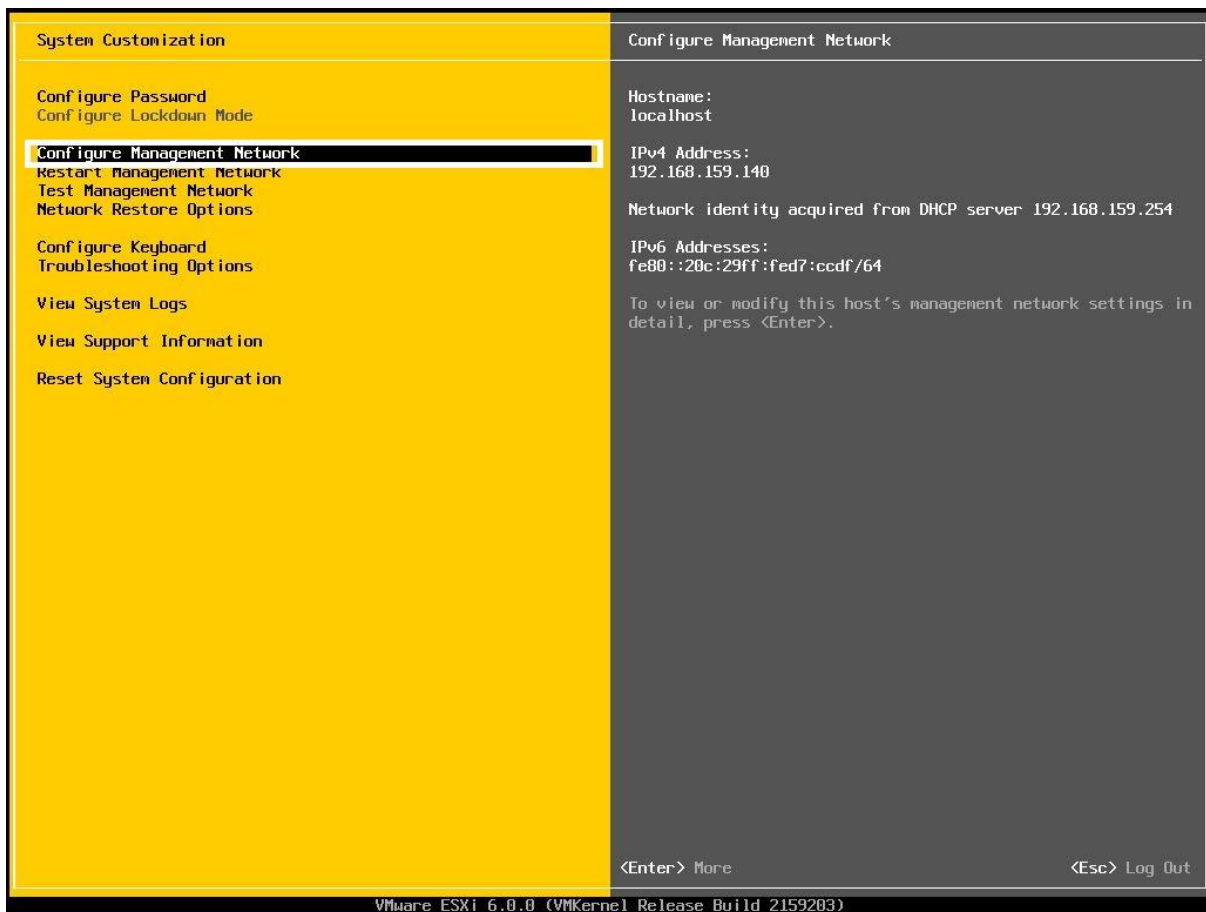 System Customization
Configure Password
Configure Lockdown Mode
Configure Management Network
Restart Management Network
Test Management Network
Network Restore Options
Configure Keyboard
Troubleshooting Options
View System Logs
View Support Information
Reset System Configuration
Configure Management Network
Hostname:
localhost
IPv4 Address:
192.168.159.140
Network identity acquired from DHCP server 192.168.159.254
IPv6 Addresses:
fe80::20c:29ff:fed7:ccdf/64
To view or modify this host's management network settings in
detail, press <Enter>.
<Enter> More
<Esc> Log Out
VMware ESXi 6.0.0 (VMKernel Release Build 2159203)